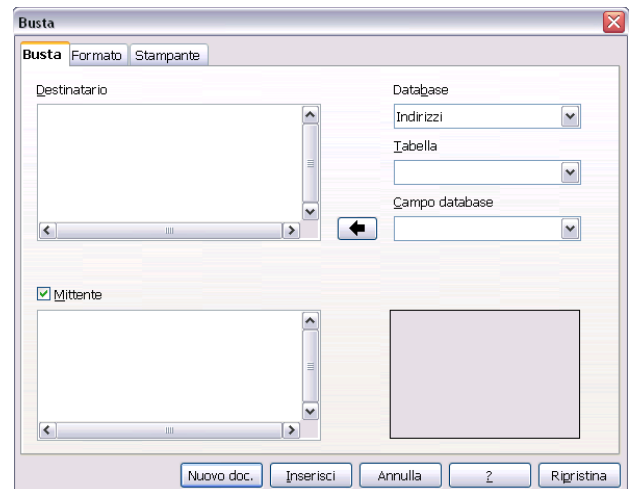 Busta
Busta Formato Stampante
Destinatario
Database
Indirizzi
Tabella
Campo database
Mittente
Nuovo doc. Inserisci Annulla ? Ripristina